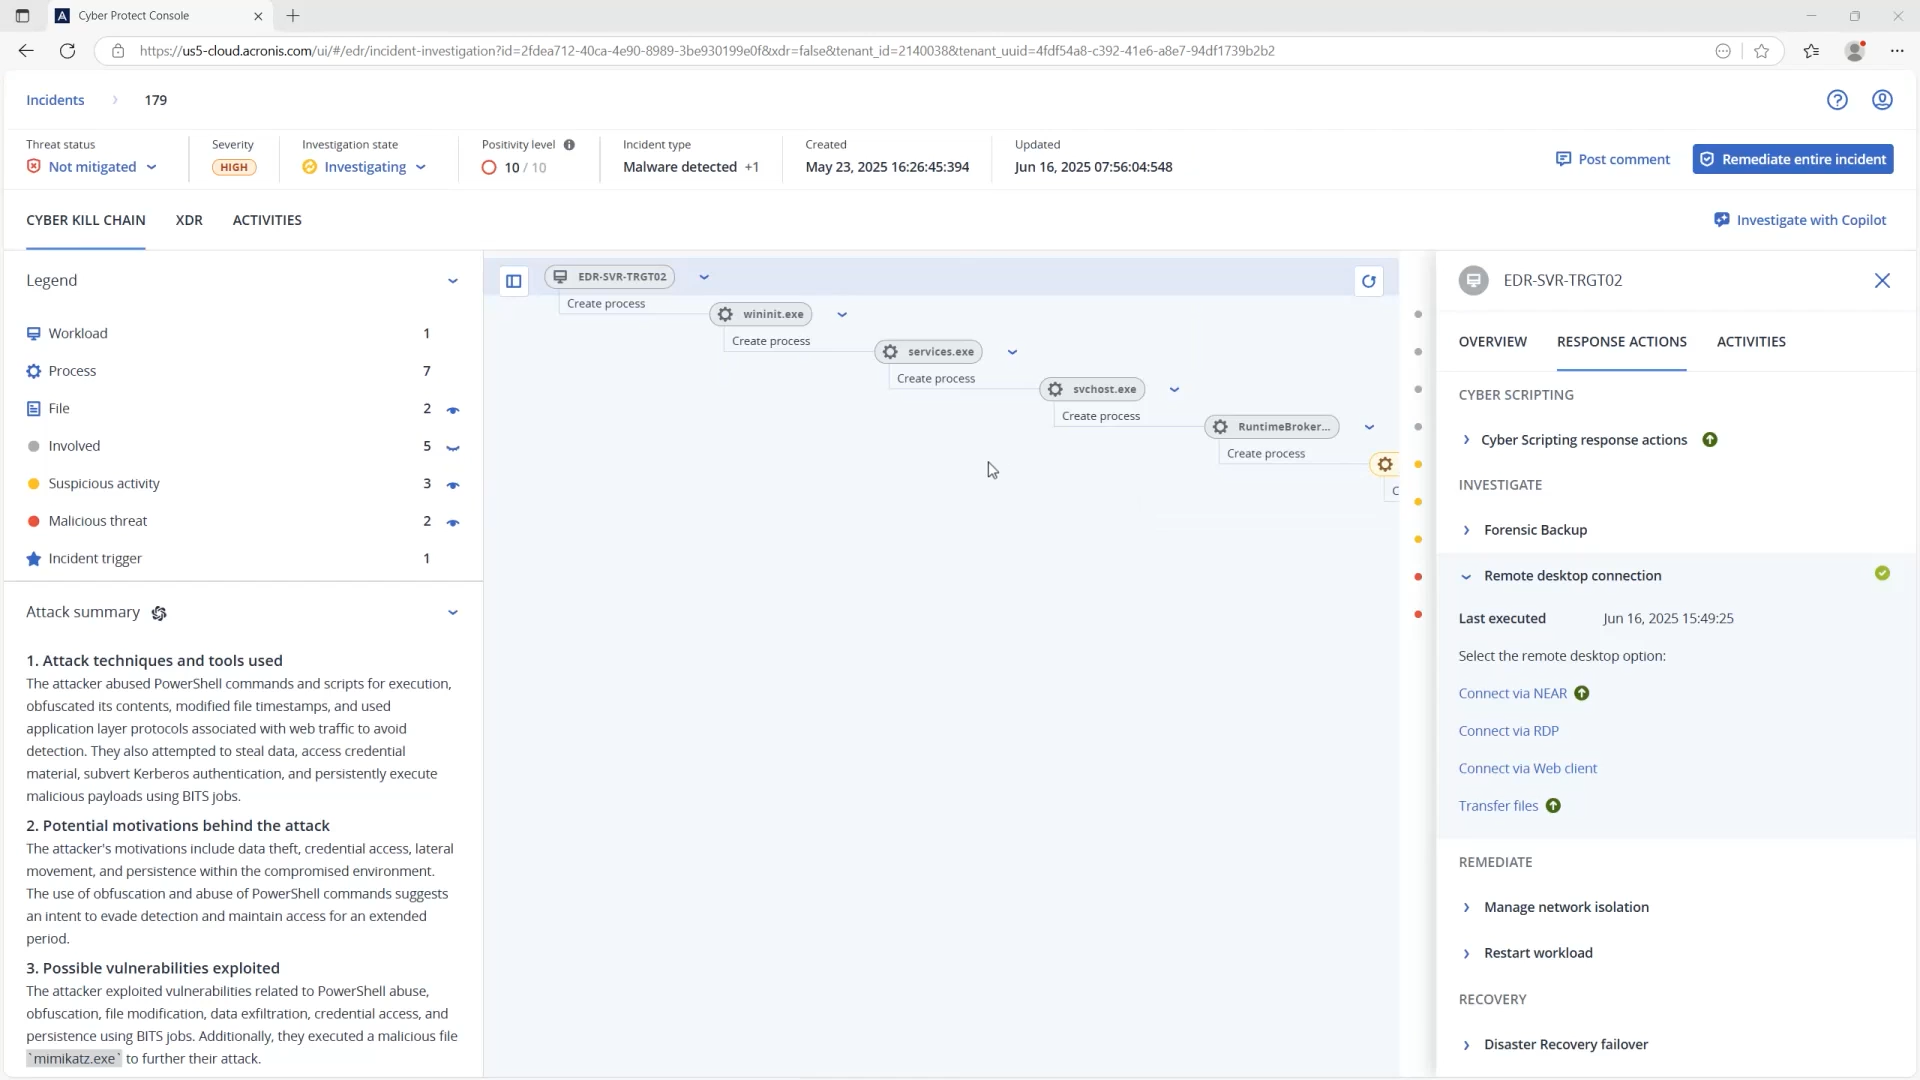 Cyber Protect Console
https://us5-cloud.acronis.com/ui/#/edr/incident-investigation?id=2fdea712-40ca-4e90-8989-3be930199e0f&xdr=false&tenant_id=2140038&tenant_uuid=4fdf54a8-c392-41e6-a8e7-94df1739b2b2
Incidents
179
Threat status
Not mitigated
Severity
HIGH
Investigation state
Investigating
Positivity level
10 / 10
Incident type
Malware detected +1
Created
May 23, 2025 16:26:45:394
Updated
Jun 16, 2025 07:56:04:548
Post comment
Remediate entire incident
CYBER KILL CHAIN
XDR
ACTIVITIES
Investigate with Copilot
Legend
Workload 1
Process 7
File 2
Involved 5
Suspicious activity 3
Malicious threat 2
Incident trigger 1
Attack summary
1. Attack techniques and tools used
The attacker abused PowerShell commands and scripts for execution,
obfuscated its contents, modified file timestamps, and used
application layer protocols associated with web traffic to avoid
detection. They also attempted to steal data, access credential
material, subvert Kerberos authentication, and persistently execute
malicious payloads using BITS jobs.
2. Potential motivations behind the attack
The attacker's motivations include data theft, credential access, lateral
movement, and persistence within the compromised environment.
The use of obfuscation and abuse of PowerShell commands suggests
an intent to evade detection and maintain access for an extended
period.
3. Possible vulnerabilities exploited
The attacker exploited vulnerabilities related to PowerShell abuse,
obfuscation, file modification, data exfiltration, credential access, and
persistence using BITS jobs. Additionally, they executed a malicious file
`mimikatz.exe` to further their attack.
EDR-SVR-TRGT02
Create process
wininit.exe
Create process
services.exe
Create process
svchost.exe
Create process
RuntimeBroker...
Create process
C
EDR-SVR-TRGT02
OVERVIEW
RESPONSE ACTIONS
ACTIVITIES
CYBER SCRIPTING
Cyber Scripting response actions
INVESTIGATE
Forensic Backup
Remote desktop connection
Last executed Jun 16, 2025 15:49:25
Select the remote desktop option:
Connect via NEAR
Connect via RDP
Connect via Web client
Transfer files
REMEDIATE
Manage network isolation
Restart workload
RECOVERY
Disaster Recovery failover